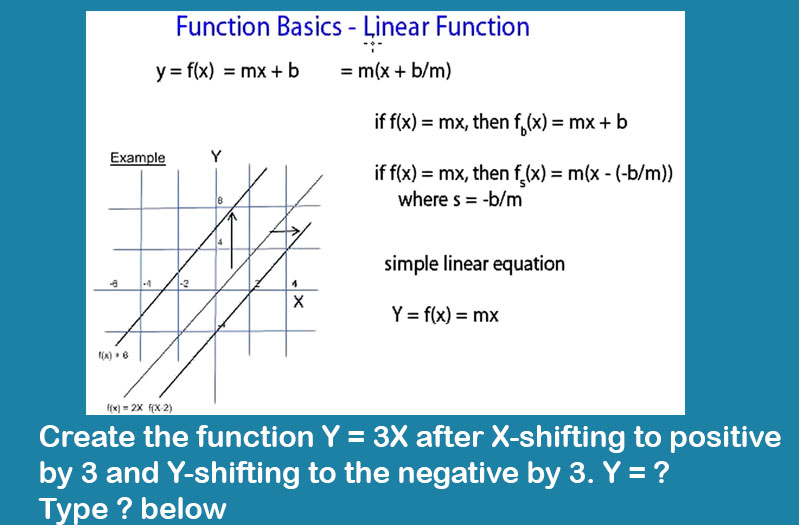 Function Basics - Linear Function
y = f(x) = mx + b = m(x + b/m)
if f(x) = mx, then f_b(x) = mx + b
if f(x) = mx, then f_s(x) = m(x - (-b/m))
where s = -b/m
simple linear equation
Y = f(x) = mx
Example
Y
8
4
-4
-2
2
4
X
f(x) + 6
f(x) = 2X f(X-2)
Create the function Y = 3X after X-shifting to positive
by 3 and Y-shifting to the negative by 3. Y = ?
Type ? below